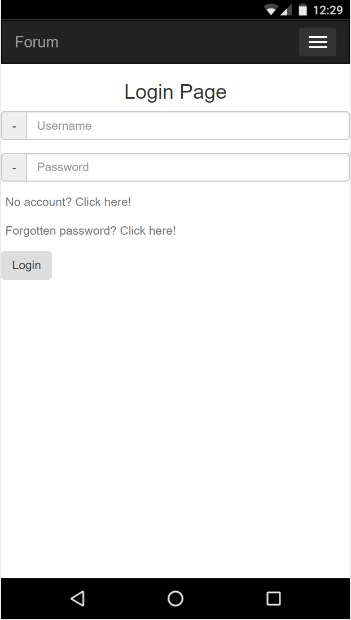 12:29
Forum
Login Page
- Username
- Password
No account? Click here!
Forgotten password? Click here!
Login